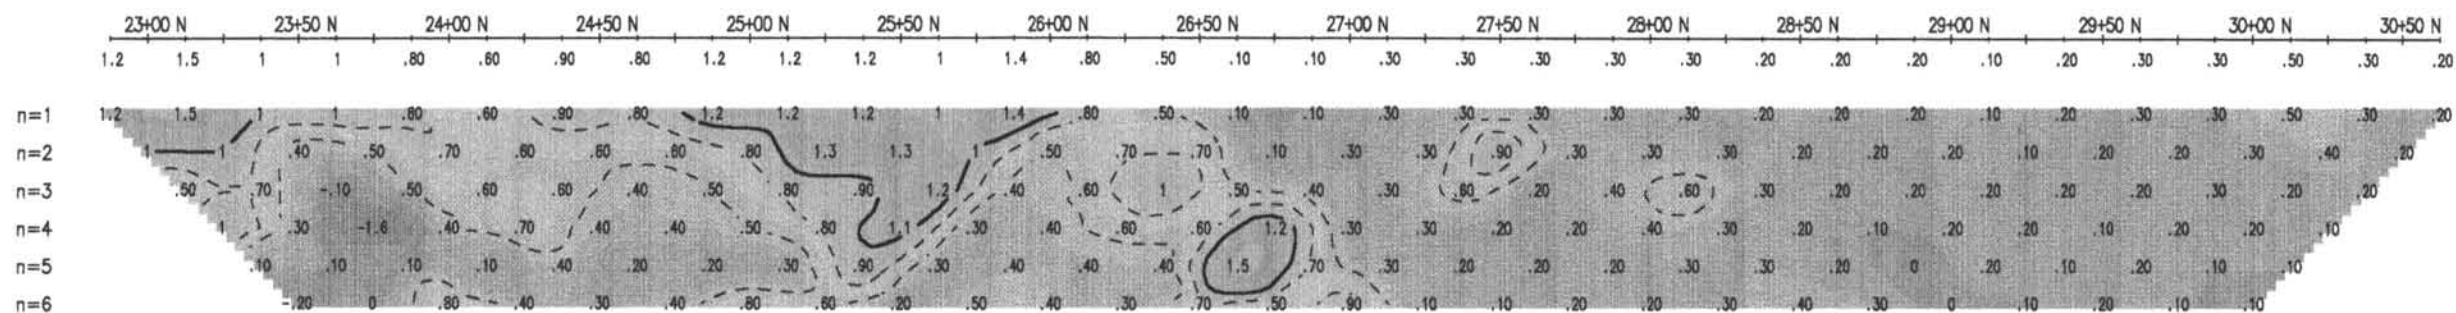 23+00 N 23+50 N 24+00 N 24+50 N 25+00 N 25+50 N 26+00 N 26+50 N 27+00 N 27+50 N 28+00 N 28+50 N 29+00 N 29+50 N 30+00 N 30+50 N
1.2 1.5 1 1 .80 .60 .90 .80 1.2 1.2 1.2 1 1.4 .80 .50 .10 .10 .30 .30 .30 .30 .30 .20 .20 .20 .10 .20 .30 .30 .50 .30 .20
n=1 1.2 1.5 1 1 .80 .60 .90 .80 1.2 1.2 1.2 1 1.4 .80 .50 .10 .10 .30 .30 .30 .30 .30 .20 .20 .20 .10 .20 .30 .30 .50 .30 .20
n=2 1 1 .40 .50 .70 .60 .60 .60 .80 1.3 1.3 1 .50 .70 .70 .10 .30 .30 .90 .30 .30 .30 .20 .20 .20 .20 .20 .30 .40 .20
n=3 .50 .70 -.10 .50 .60 .60 .40 .50 .80 .90 1.2 .40 .60 1 .50 .40 .30 .60 .20 .40 .60 .30 .20 .20 .20 .20 .30 .20 .20
n=4 1 .30 -1.6 .40 .70 .40 .40 .50 .80 1.1 .30 .40 .60 .60 1.2 .30 .30 .20 .20 .40 .30 .20 .10 .20 .10 .20 .20 .20
n=5 .10 .10 .10 .10 .40 .20 .20 .30 .90 .30 .40 .40 .40 1.5 .70 .30 .20 .20 .20 .30 .30 .20 0 .20 .10 .20 .10 .10
n=6 -.20 0 .80 .40 .30 .40 .80 .60 .20 .50 .40 .30 .70 .50 .90 .10 .10 .20 .20 .30 .40 .30 0 .10 .20 .10 .10